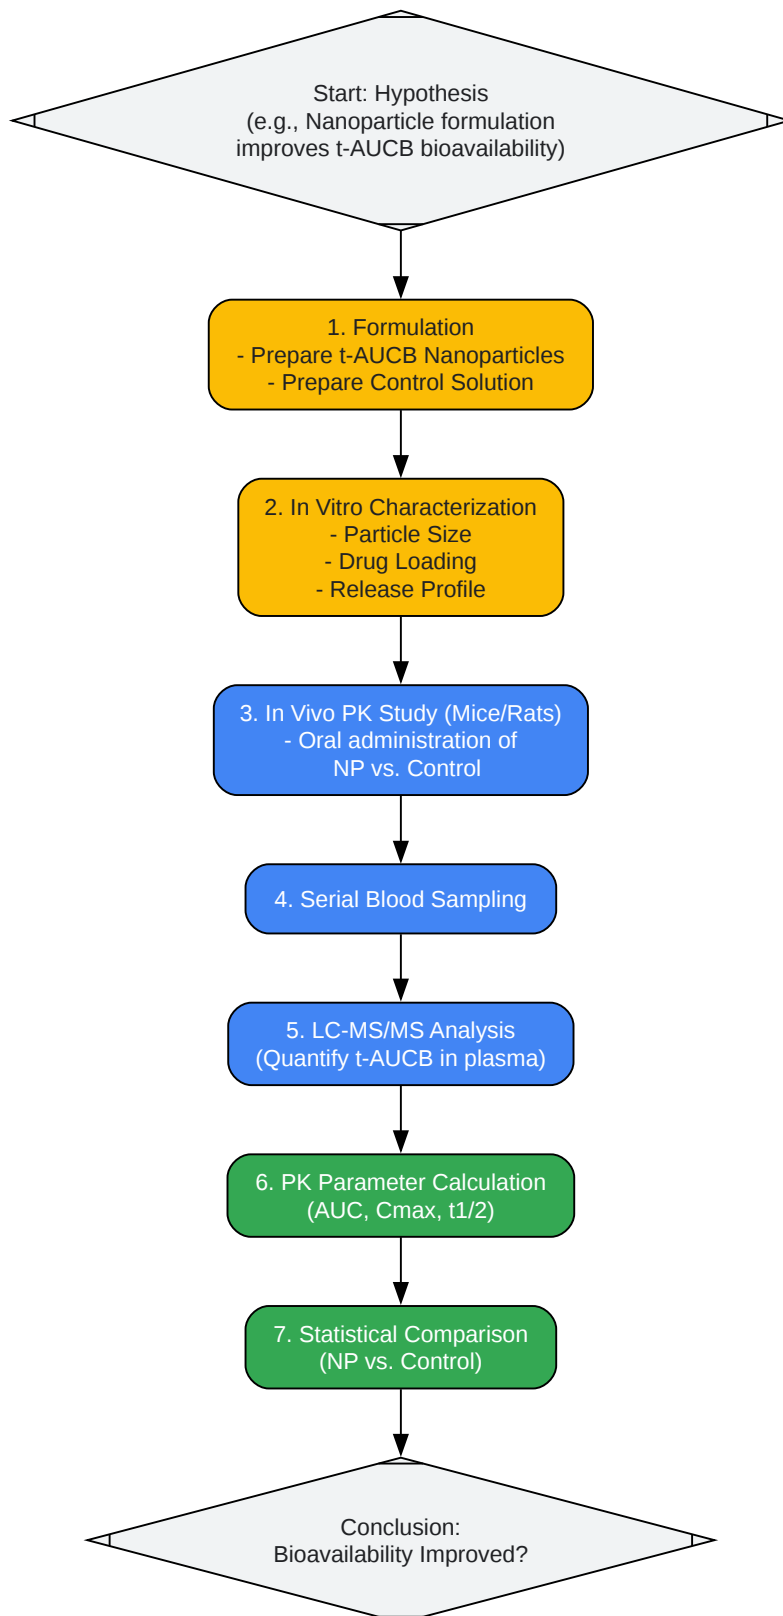 Start: Hypothesis
(e.g., Nanoparticle formulation
improves t-AUCB bioavailability)
1. Formulation
- Prepare t-AUCB Nanoparticles
- Prepare Control Solution
2. In Vitro Characterization
- Particle Size
- Drug Loading
- Release Profile
3. In Vivo PK Study (Mice/Rats)
- Oral administration of
NP vs. Control
4. Serial Blood Sampling
5. LC-MS/MS Analysis
(Quantify t-AUCB in plasma)
6. PK Parameter Calculation
(AUC, Cmax, t1/2)
7. Statistical Comparison
(NP vs. Control)
Conclusion:
Bioavailability Improved?